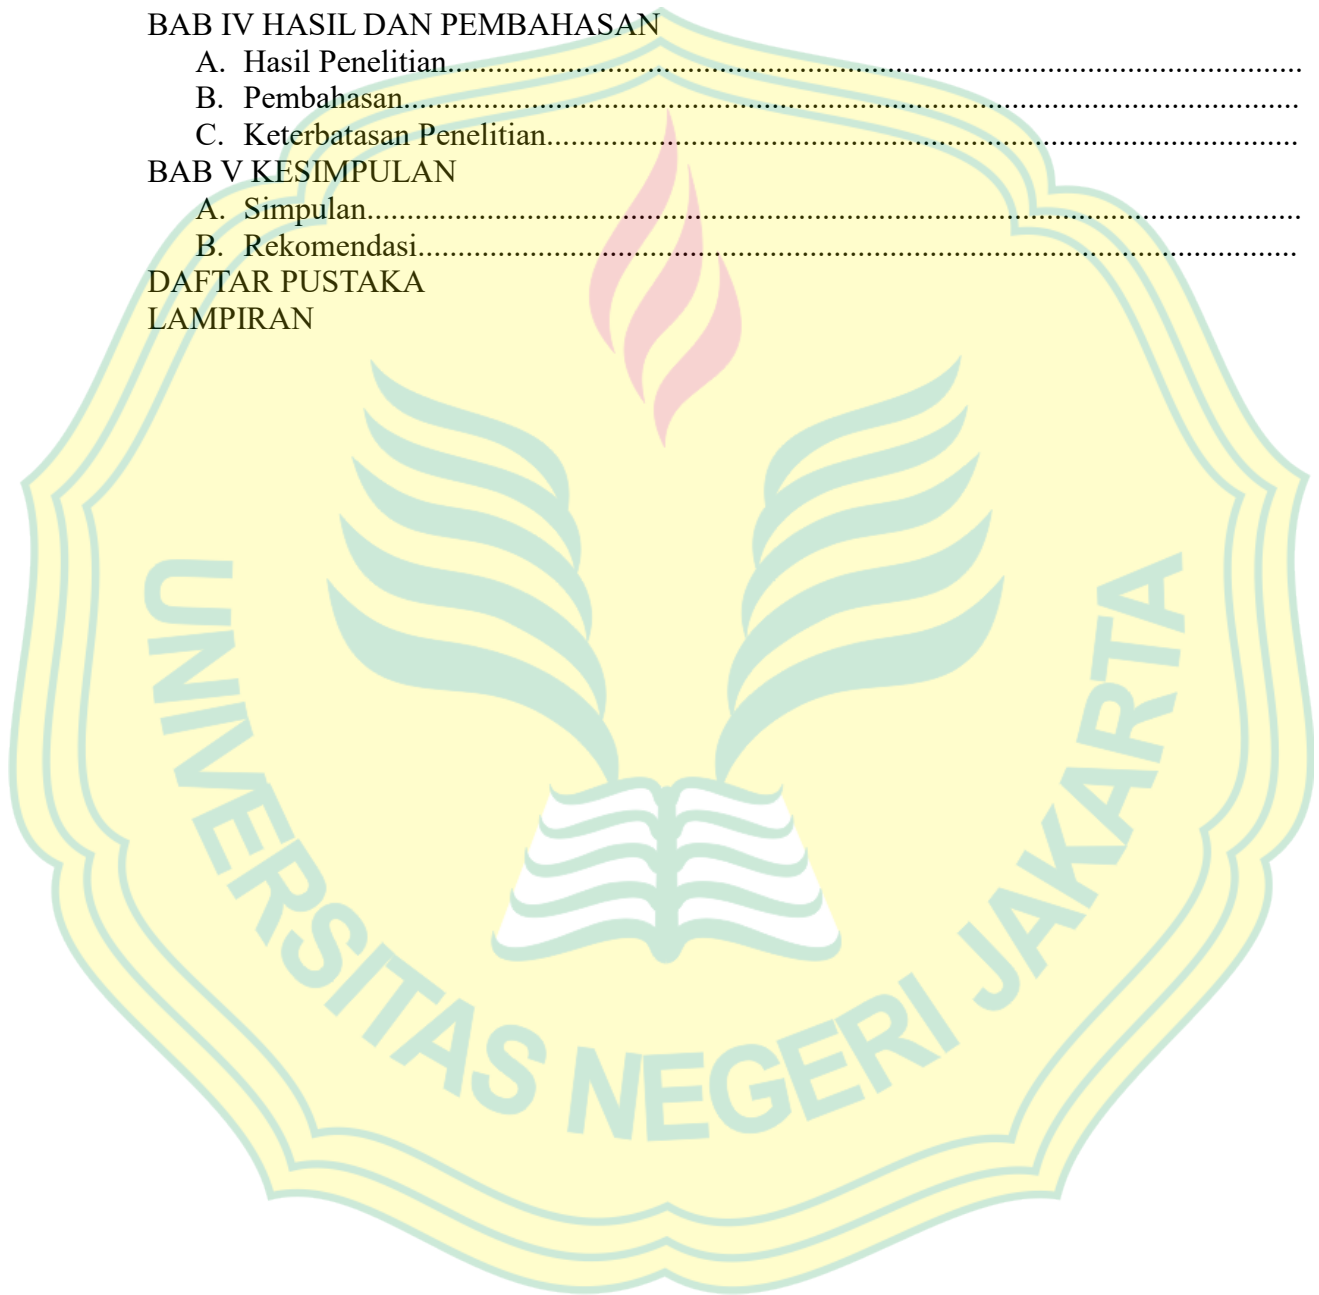 BAB IV HASIL DAN PEMBAHASAN
A. Hasil Penelitian..........................................................................................................
B. Pembahasan...............................................................................................................
C. Keterbatasan Penelitian..............................................................................................
BAB V KESIMPULAN
A. Simpulan....................................................................................................................
B. Rekomendasi.............................................................................................................
DAFTAR PUSTAKA
LAMPIRAN
UNIVERSITAS NEGERI JAKARTA